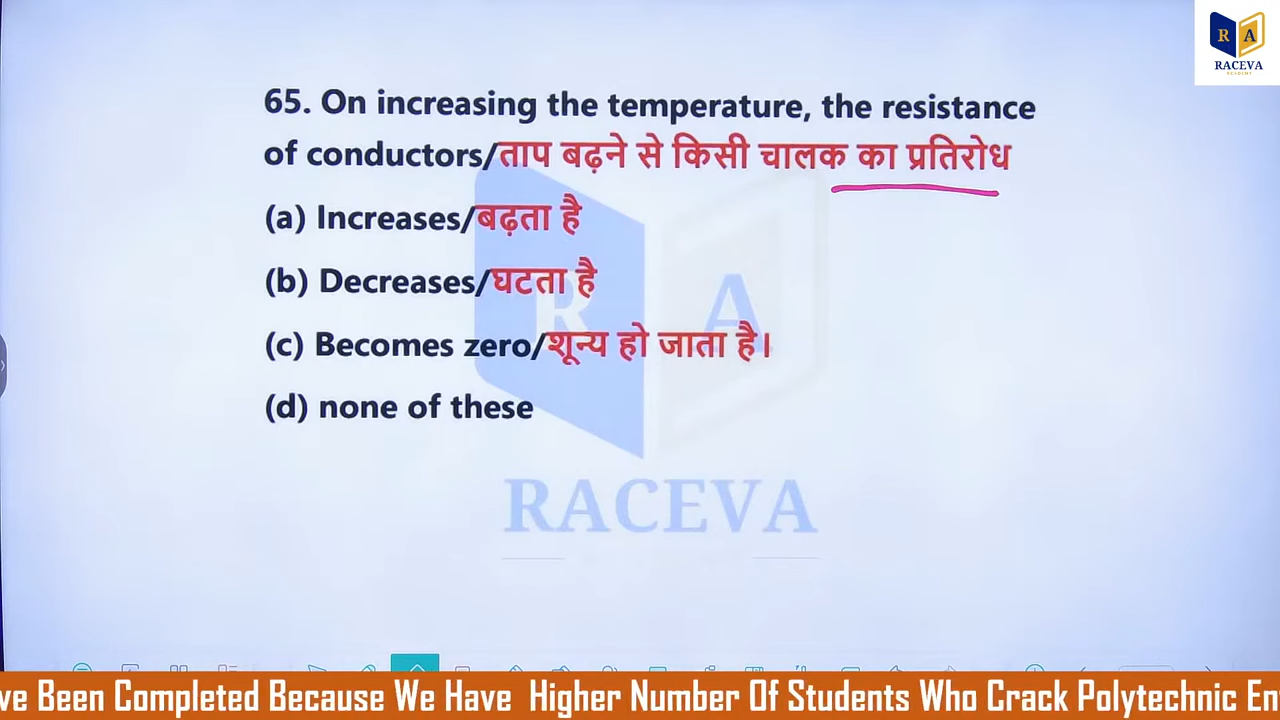 R A
RACEVA
ACADEMY
65. On increasing the temperature, the resistance
of conductors/ताप बढ़ने से किसी चालक का प्रतिरोध
(a) Increases/बढ़ता है
(b) Decreases/घटता है
(c) Becomes zero/शून्य हो जाता है।
(d) none of these
R A
RACEVA
ve Been Completed Because We Have Higher Number Of Students Who Crack Polytechnic En